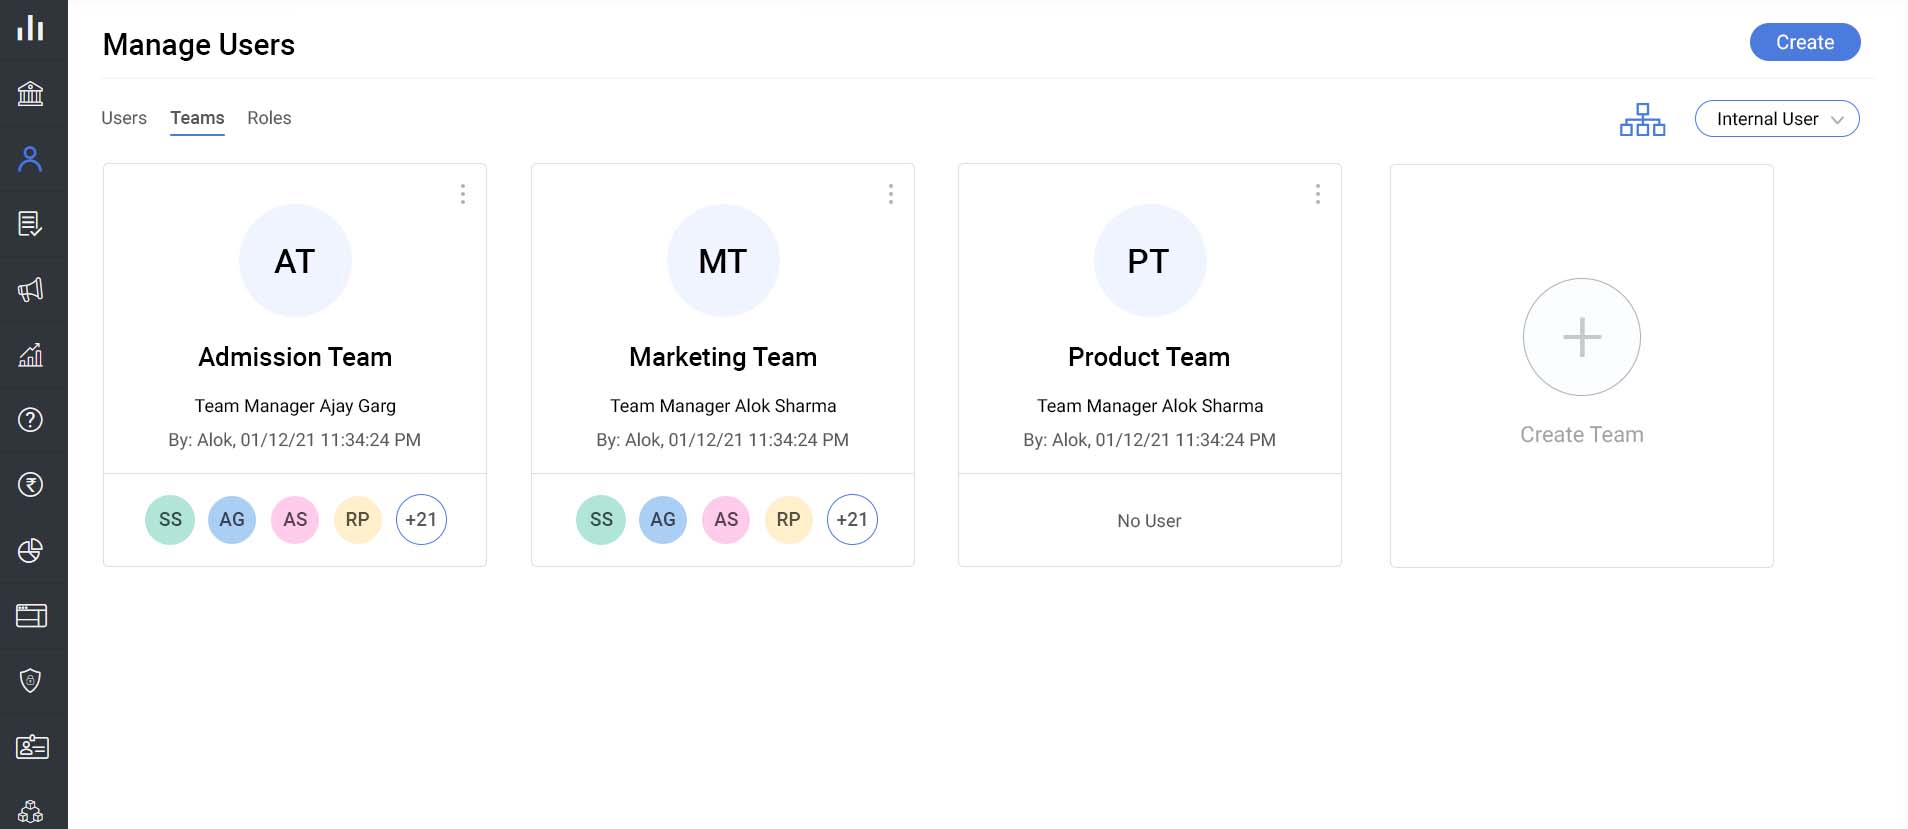 Manage Users
Create
Users Teams Roles
Internal User
AT
Admission Team
Team Manager Ajay Garg
By: Alok, 01/12/21 11:34:24 PM
SS AG AS RP +21
MT
Marketing Team
Team Manager Alok Sharma
By: Alok, 01/12/21 11:34:24 PM
SS AG AS RP +21
PT
Product Team
Team Manager Alok Sharma
By: Alok, 01/12/21 11:34:24 PM
No User
Create Team